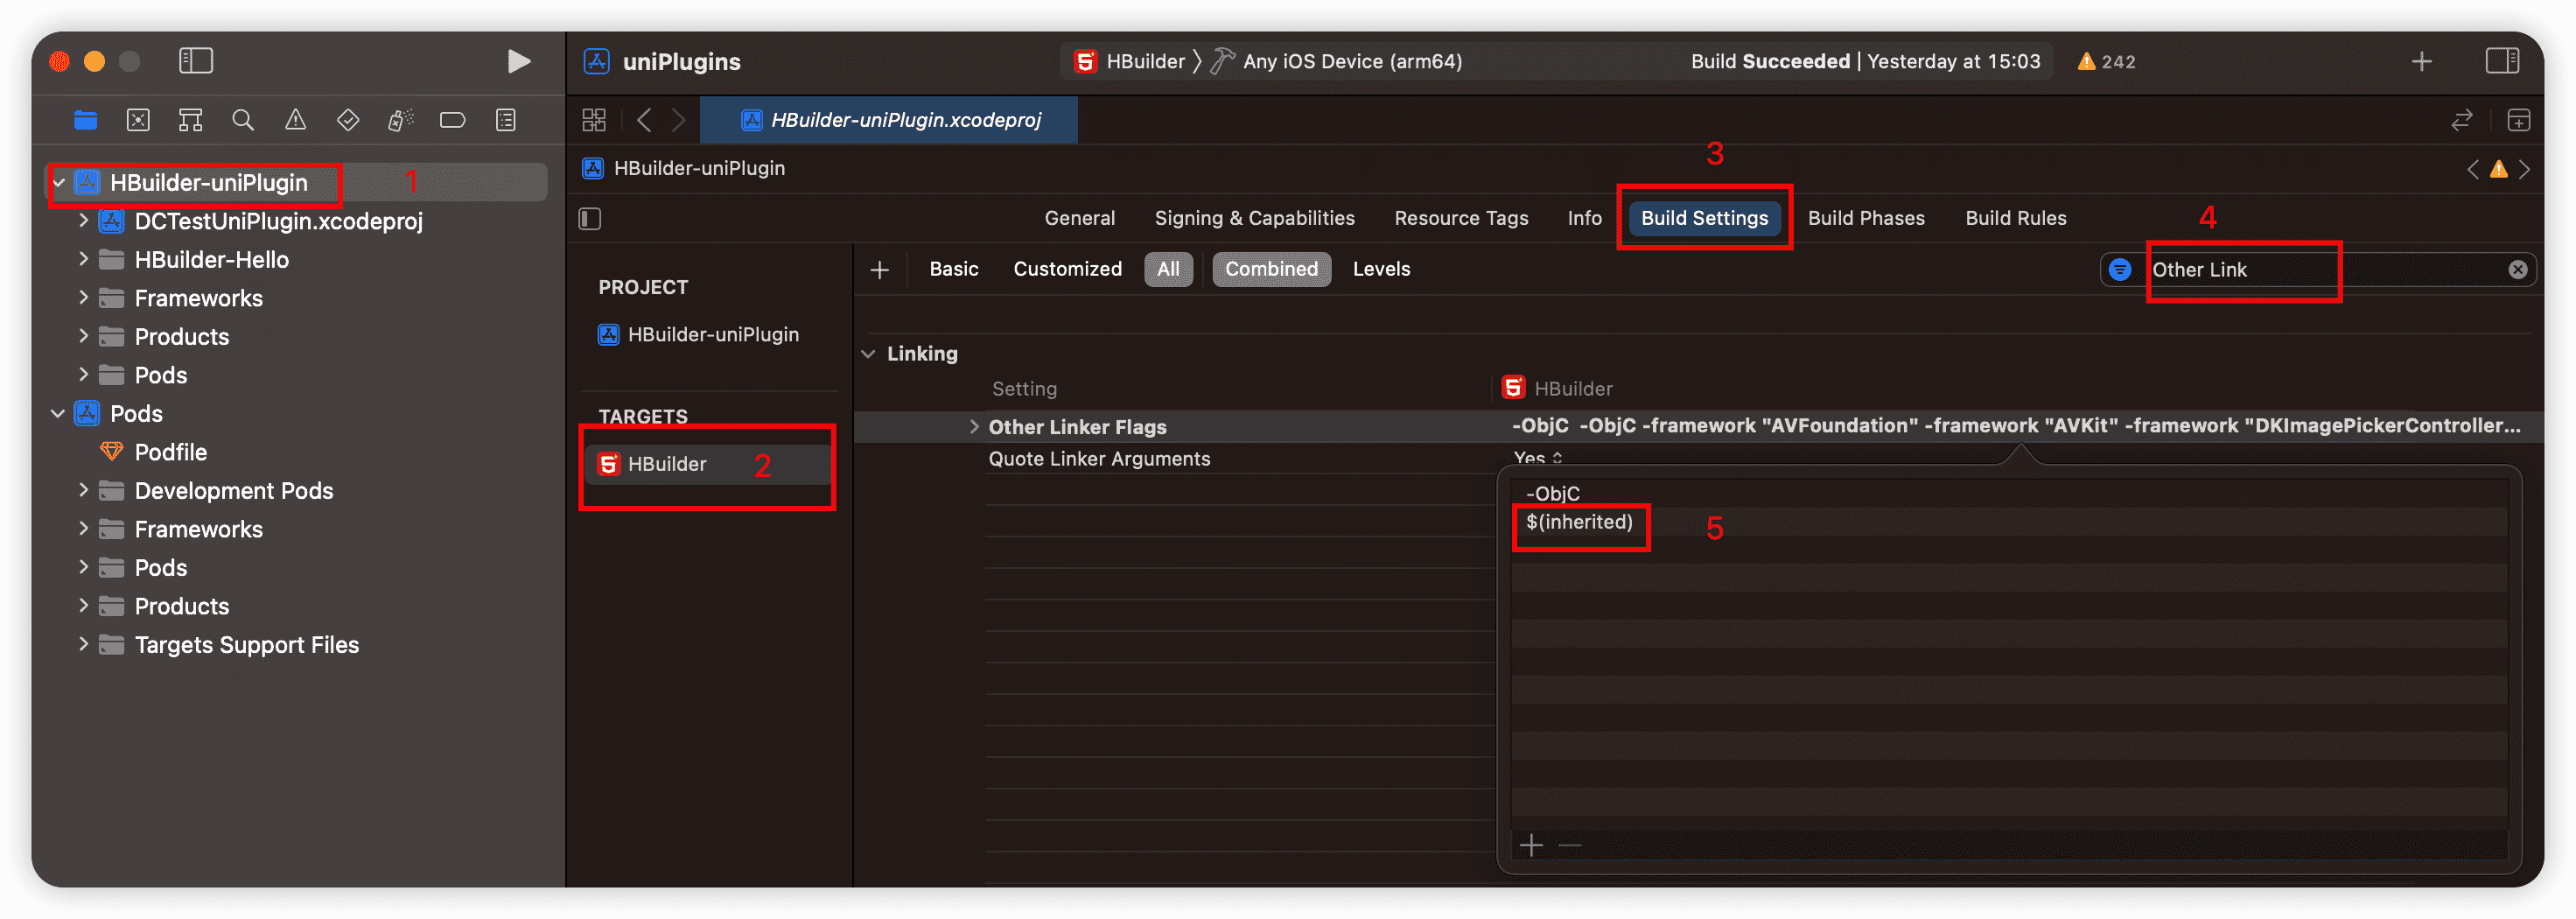 uniPlugins
HBuilder 〉 Any iOS Device (arm64)
Build Succeeded | Yesterday at 15:03
242
HBuilder-uniPlugin.xcodeproj
HBuilder-uniPlugin 1
DCTestUniPlugin.xcodeproj
HBuilder-Hello
Frameworks
Products
Pods
Pods
Podfile
Development Pods
Frameworks
Pods
Products
Targets Support Files
HBuilder-uniPlugin
3
General Signing & Capabilities Resource Tags Info Build Settings Build Phases Build Rules
4
PROJECT
HBuilder-uniPlugin
TARGETS
HBuilder 2
Basic Customized All Combined Levels
Other Link
Linking
Setting HBuilder
Other Linker Flags -ObjC -ObjC -framework "AVFoundation" -framework "AVKit" -framework "DKImagePickerController...
Quote Linker Arguments Yes
-ObjC
$(inherited) 5